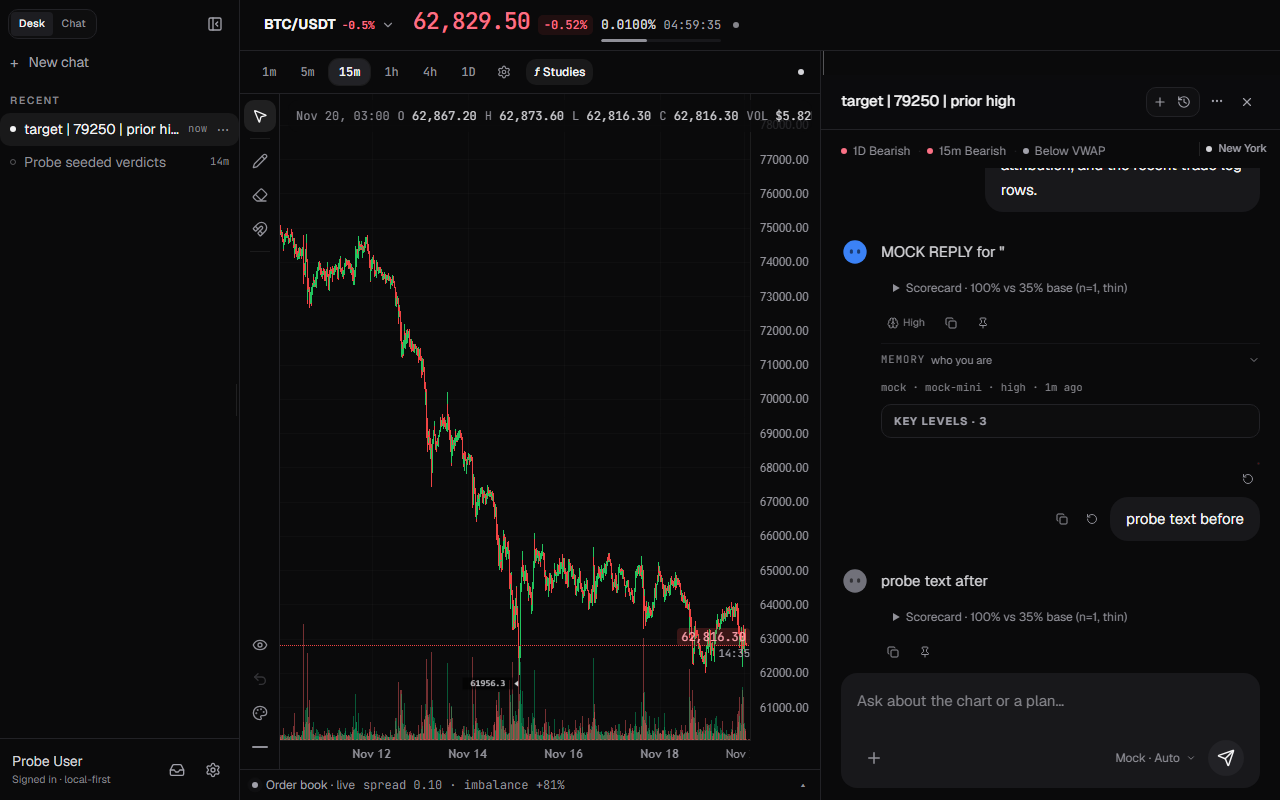 Desk Chat
+ New chat
RECENT
target | 79250 | prior hi... now ···
Probe seeded verdicts 14m
Probe User
Signed in · local-first
BTC/USDT -0.5% 62,829.50 -0.52% 0.0100% 04:59:35
1m 5m 15m 1h 4h 1D f Studies
Nov 20, 03:00 O 62,867.20 H 62,873.60 L 62,816.30 C 62,816.30 VOL $5.82
78000.00
77000.00
76000.00
75000.00
74000.00
73000.00
72000.00
71000.00
70000.00
69000.00
68000.00
67000.00
66000.00
65000.00
64000.00
63000.00
62000.00
61000.00
62,816.30
14:35
61956.3
Nov 12 Nov 14 Nov 16 Nov 18 Nov
Order book · live spread 0.10 · imbalance +81%
target | 79250 | prior high
1D Bearish · 15m Bearish · Below VWAP New York
attribution, and the recent trade log
rows.
MOCK REPLY for "
Scorecard · 100% vs 35% base (n=1, thin)
High
MEMORY who you are
mock · mock-mini · high · 1m ago
KEY LEVELS · 3
probe text before
probe text after
Scorecard · 100% vs 35% base (n=1, thin)
Ask about the chart or a plan...
Mock · Auto